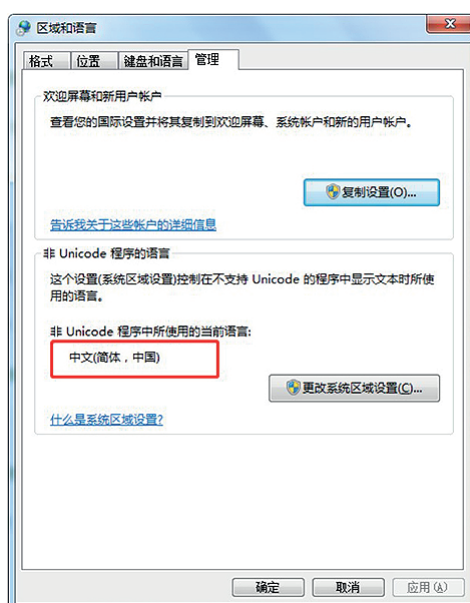 区域和语言
格式 位置 键盘和语言 管理
欢迎屏幕和新用户帐户
查看您的国际设置并将其复制到欢迎屏幕、系统帐户和新的用户帐户。
复制设置(O)...
告诉我关于这些帐户的详细信息
非 Unicode 程序的语言
这个设置(系统区域设置)控制在不支持 Unicode 的程序中显示文本时所使
用的语言。
非 Unicode 程序中所使用的当前语言:
中文(简体，中国)
更改系统区域设置(C)...
什么是系统区域设置?
确定 取消 应用(A)